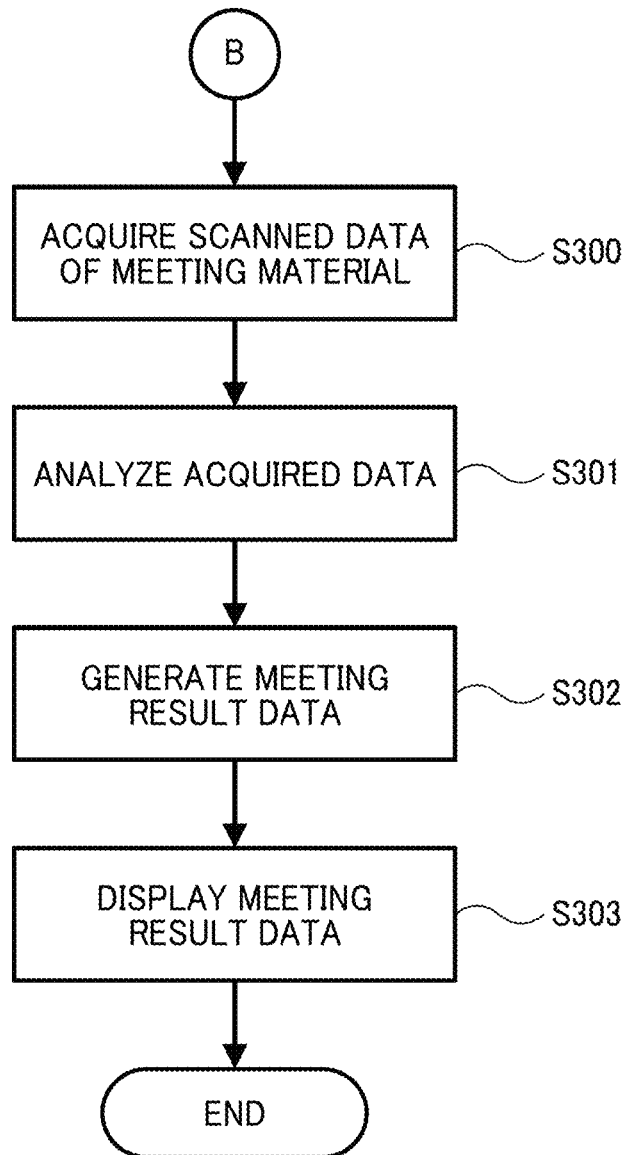 B
ACQUIRE SCANNED DATA
OF MEETING MATERIAL
S300
ANALYZE ACQUIRED DATA
S301
GENERATE MEETING
RESULT DATA
S302
DISPLAY MEETING
RESULT DATA
S303
END